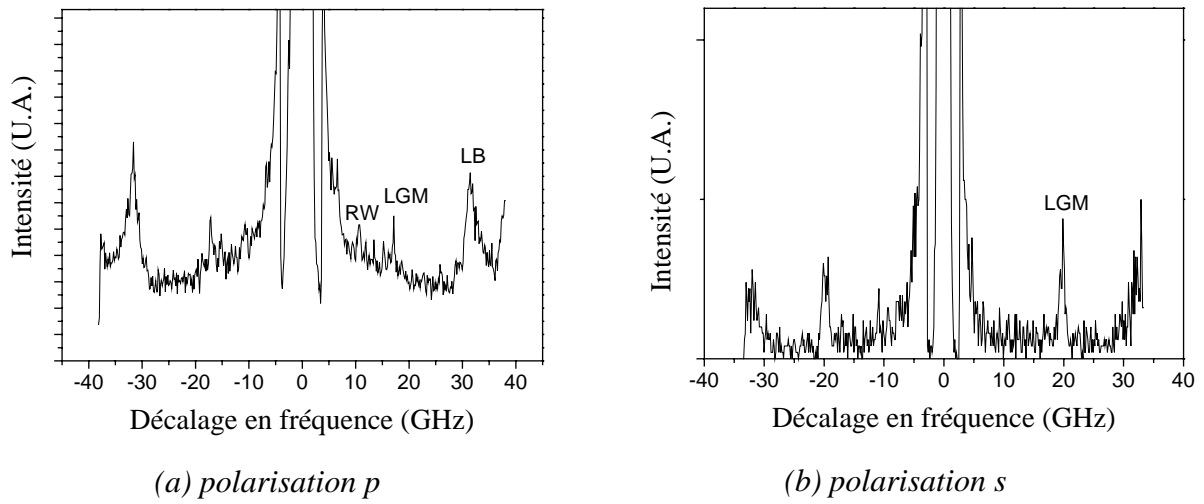 Intensité (U.A.)
RW
LGM
LB
-40 -30 -20 -10 0 10 20 30 40
Décalage en fréquence (GHz)
(a) polarisation p
Intensité (U.A.)
LGM
-40 -30 -20 -10 0 10 20 30 40
Décalage en fréquence (GHz)
(b) polarisation s